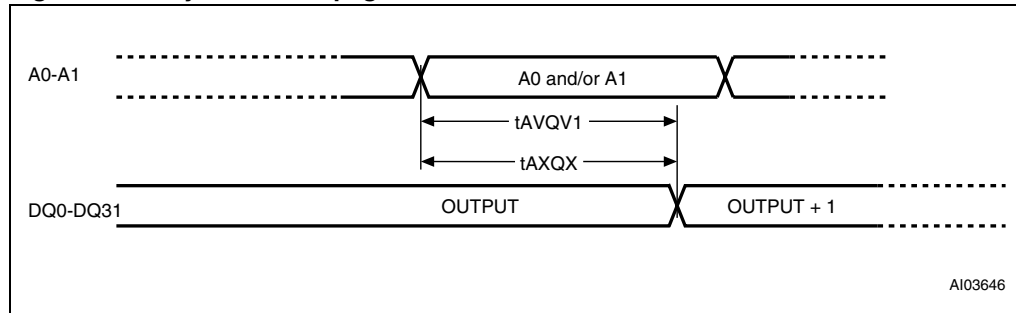 A0-A1
A0 and/or A1
tAVQV1
tAXQX
DQ0-DQ31
OUTPUT
OUTPUT + 1
AI03646